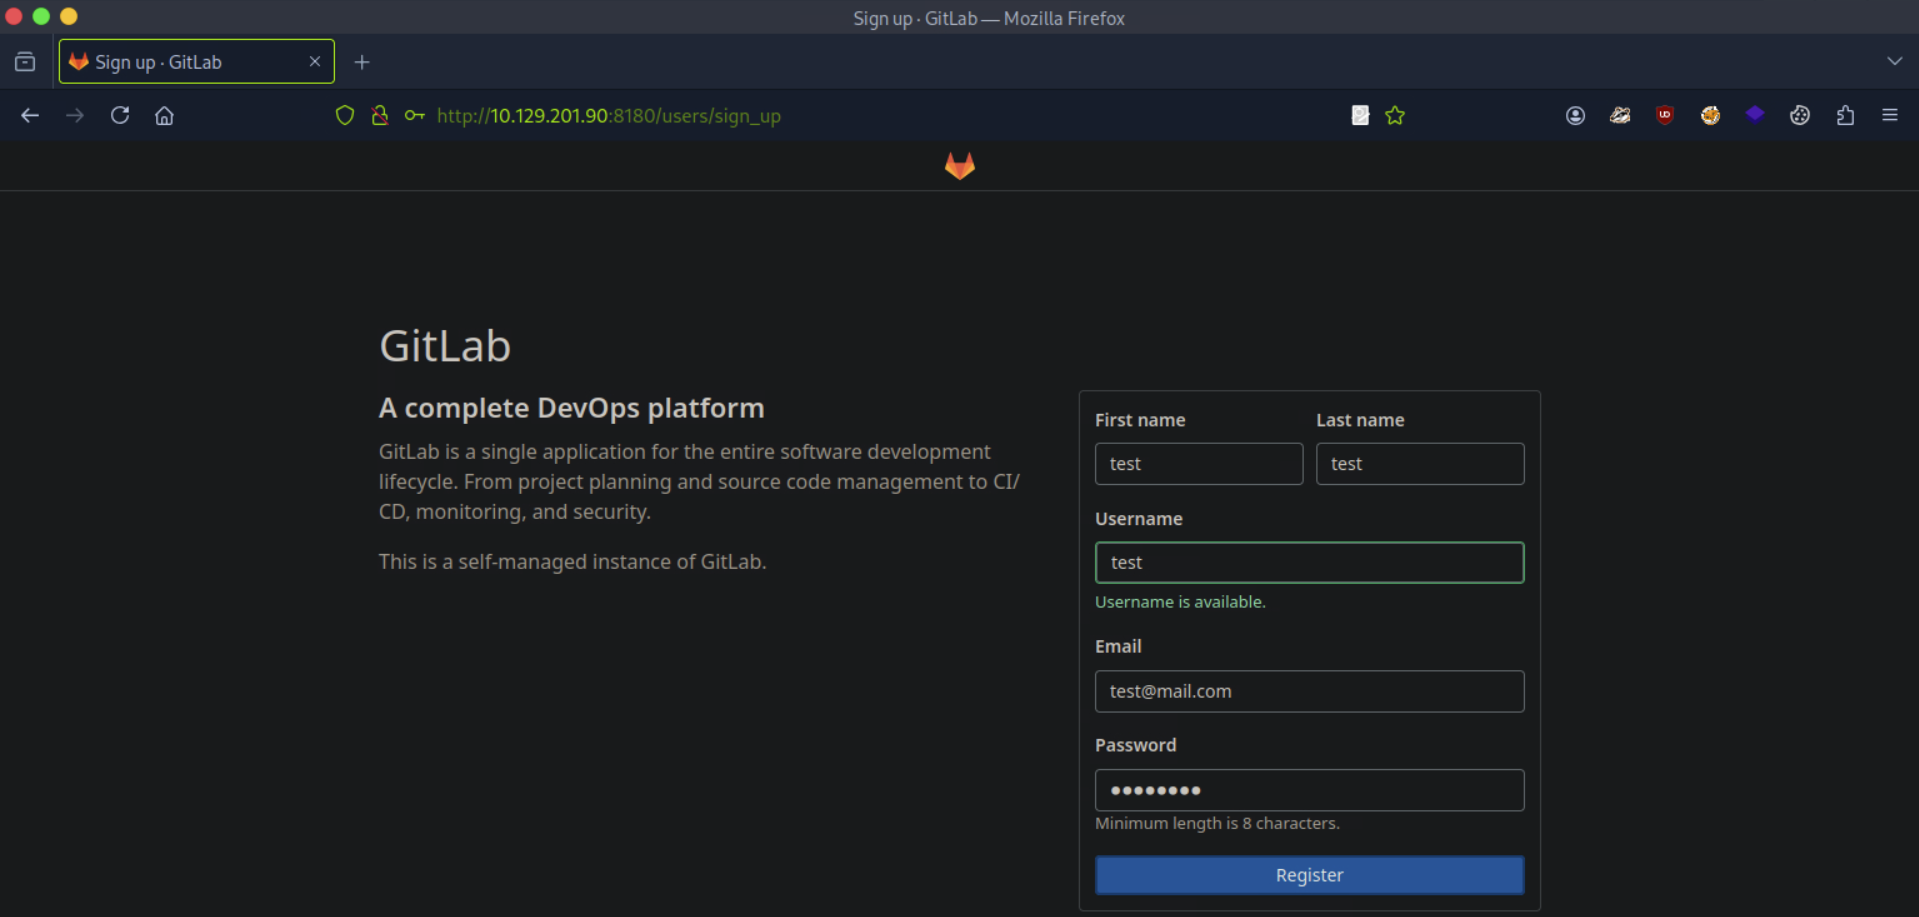 Sign up · GitLab — Mozilla Firefox
Sign up · GitLab
http://10.129.201.90:8180/users/sign_up
GitLab
A complete DevOps platform
GitLab is a single application for the entire software development
lifecycle. From project planning and source code management to CI/
CD, monitoring, and security.
This is a self-managed instance of GitLab.
First name
Last name
test
test
Username
test
Username is available.
Email
test@mail.com
Password
••••••••
Minimum length is 8 characters.
Register